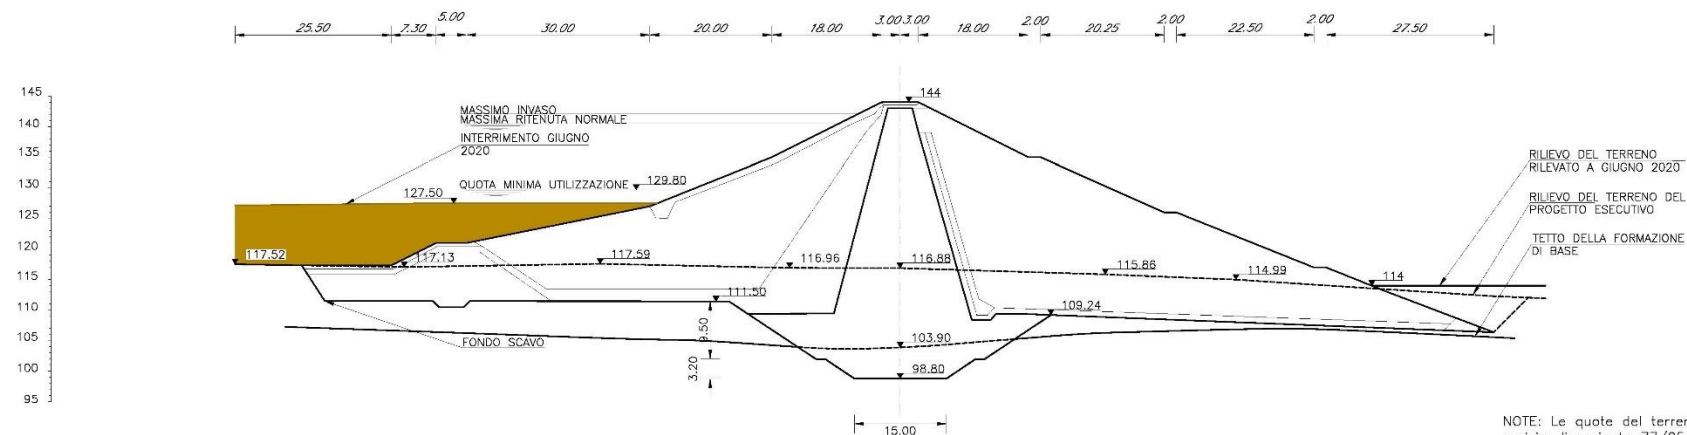 25.50 7.30 5.00 30.00 20.00 18.00 3.00 3.00 18.00 2.00 20.25 2.00 22.50 2.00 27.50
145
140
135
130
125
120
115
110
105
100
95
MASSIMO INVASO
MASSIMA RITENUTA NORMALE
INTERRIMENTO GIUGNO
2020
QUOTA MINIMA UTILIZZAZIONE
129.80
127.50
144
117.52
117.13
117.59
116.96
116.88
115.86
114.99
114
111.50
109.24
9.50
3.20
103.90
98.80
15.00
FONDO SCAVO
RILIEVO DEL TERRENO
RILEVATO A GIUGNO 2020
RILIEVO DEL TERRENO DEL
PROGETTO ESECUTIVO
TETTO DELLA FORMAZIONE
DI BASE
NOTE: Le quote del terren